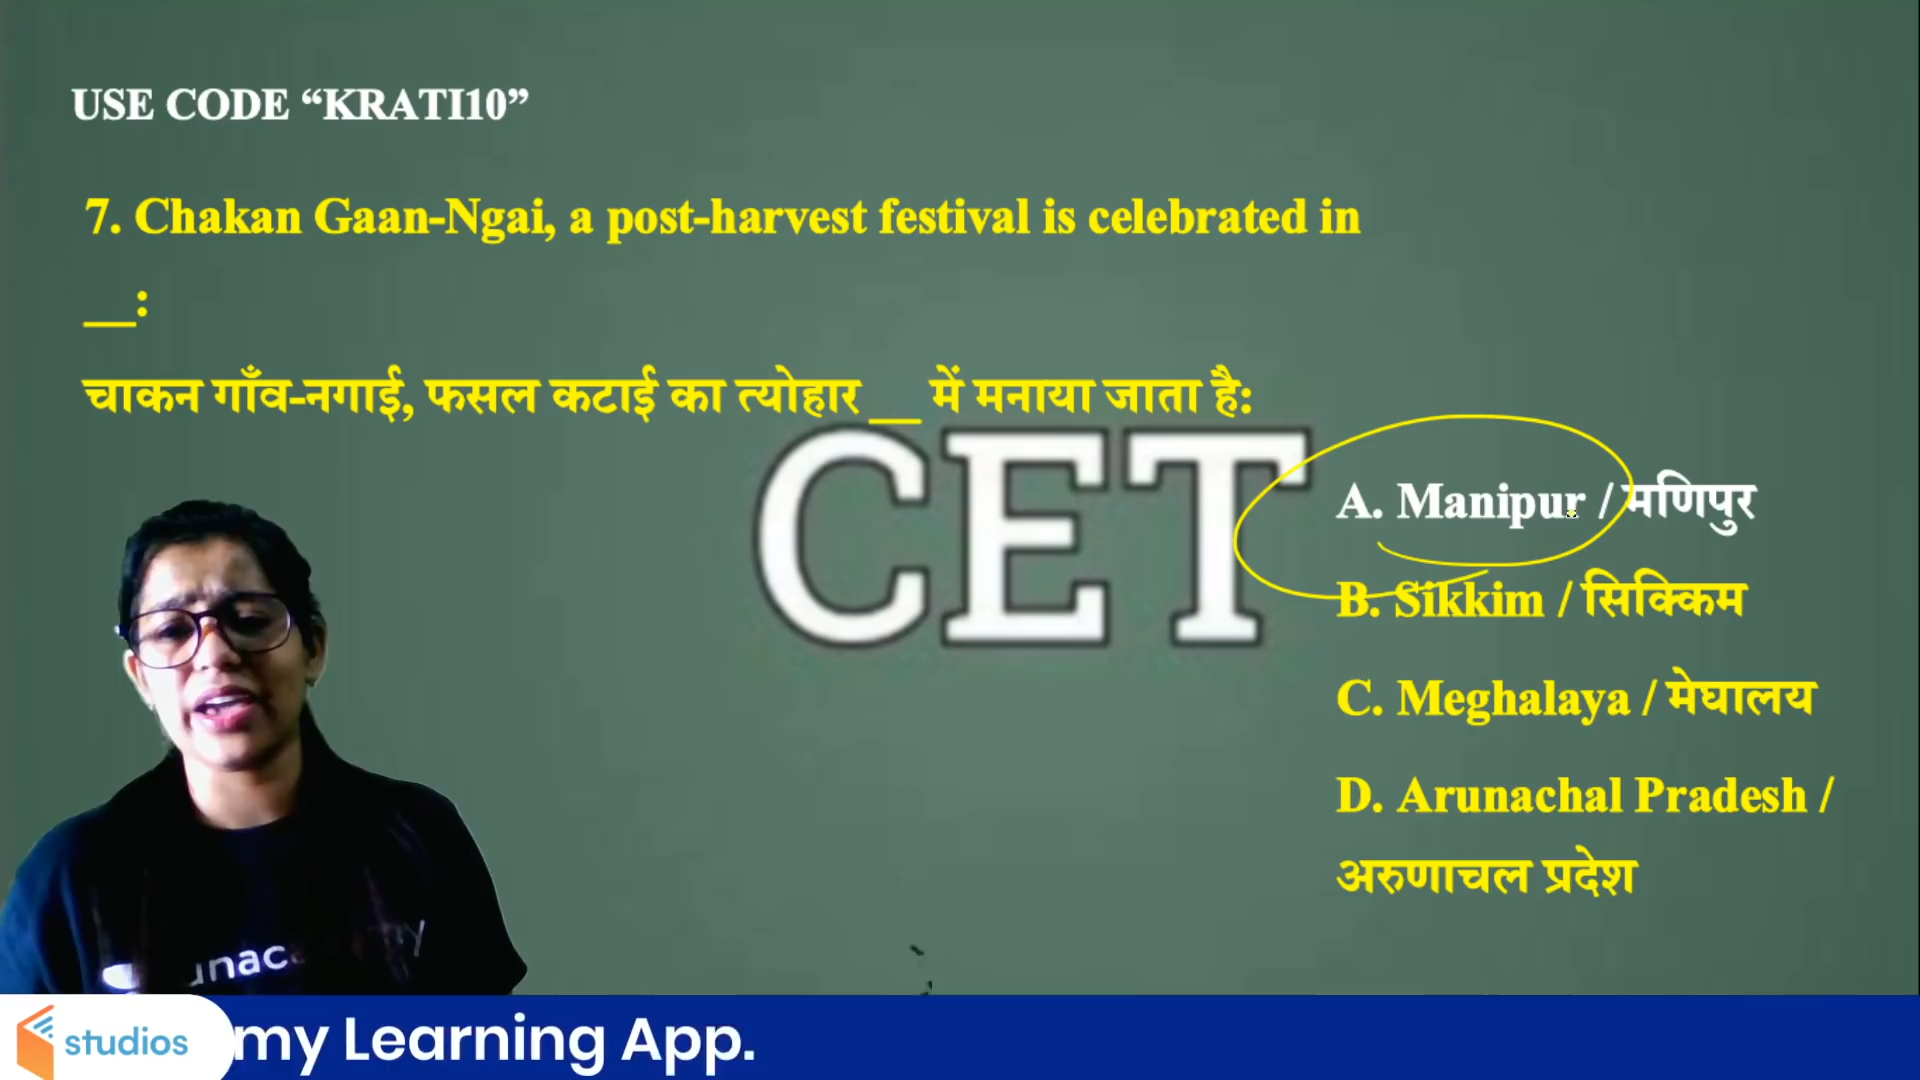 USE CODE “KRATI10”
7. Chakan Gaan-Ngai, a post-harvest festival is celebrated in
__:
चाकन गाँव-नगाई, फसल कटाई का त्योहार __ में मनाया जाता है:
CET
A. Manipur / मणिपुर
B. Sikkim / सिक्किम
C. Meghalaya / मेघालय
D. Arunachal Pradesh /
अरुणाचल प्रदेश
studios
my Learning App.